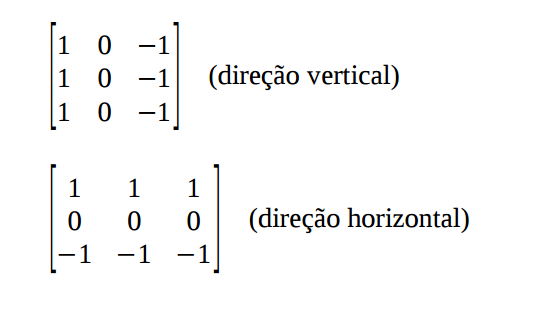 1 0 −1
1 0 −1 (direção vertical)
1 0 −1
1 1 1
0 0 0 (direção horizontal)
−1 −1 −1